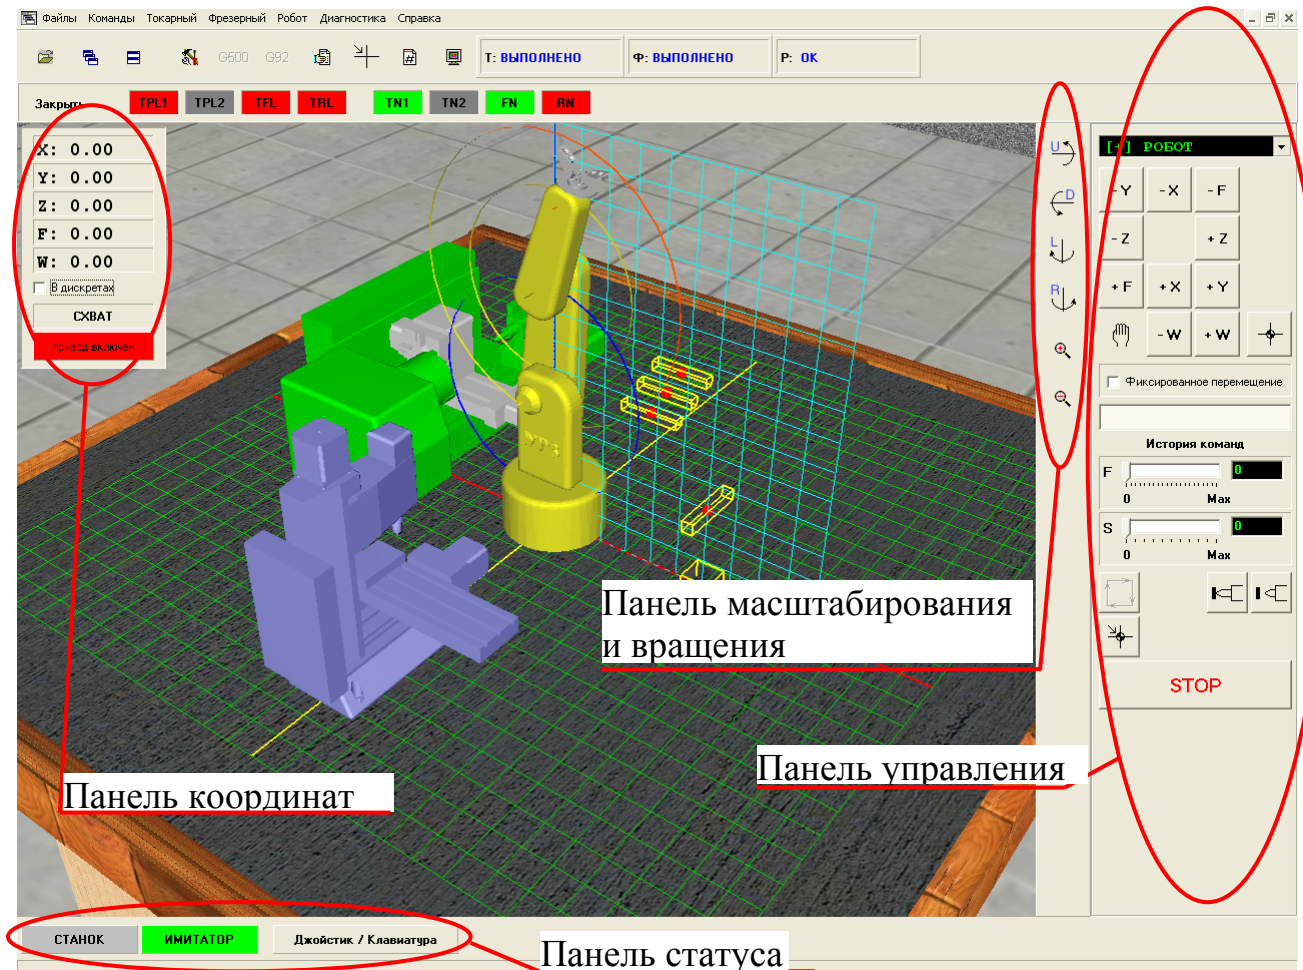 Файлы Команды Токарный Фрезерный Робот Диагностика Справка
G500 G92 # Т: ВЫПОЛНЕНО Ф: ВЫПОЛНЕНО Р: ОК
Закрыть TPL1 TPL2 TFL TRL TN1 TN2 FN RN
X: 0.00
Y: 0.00
Z: 0.00
F: 0.00
W: 0.00
В дискретах
СХВАТ
привод включен
УРЗ
U
D
L
R
[+] РОБОТ
-Y -X -F
-Z +Z
+F +X +Y
-W +W
Фиксированное перемещение
История команд
F 0
0 Max
S 0
0 Max
STOP
Панель масштабирования
и вращения
Панель управления
Панель координат
СТАНОК ИМИТАТОР Джойстик / Клавиатура
Панель статуса